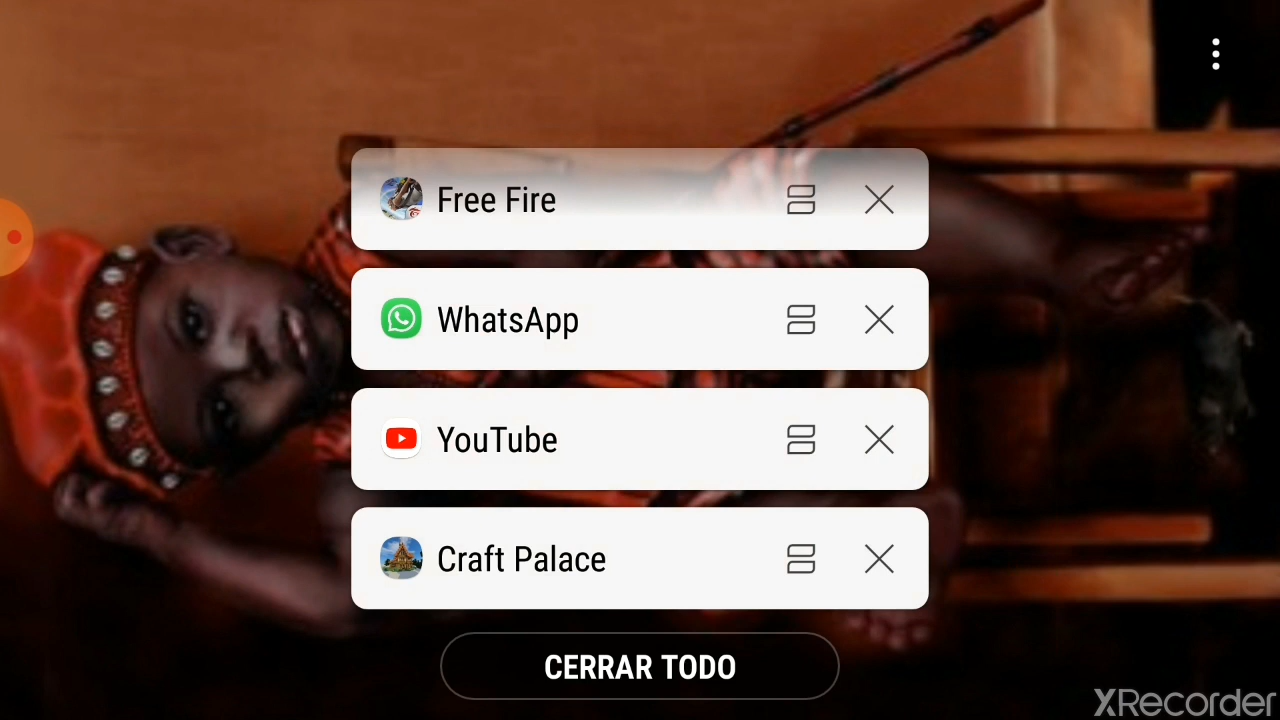 Free Fire
WhatsApp
YouTube
Craft Palace
CERRAR TODO
XRecorder